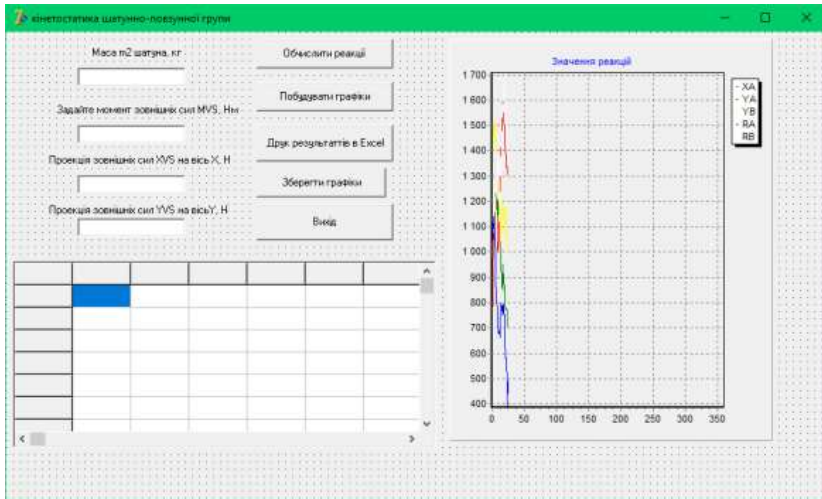 кінетостатика шатунно-повзунної групи
Маса m2 шатуна, кг
Задайте момент зовнішніх сил MVS, Нм
Проекція зовнішніх сил XVS на вісь X, Н
Проекція зовнішніх сил YVS на вісьY, Н
Обчислити реакції
Побудувати графіки
Друк результаттів в Excel
Зберегти графіки
Вихід
Значення реакцій
1 700
1 600
1 500
1 400
1 300
1 200
1 100
1 000
900
800
700
600
500
400
0 50 100 150 200 250 300 350
XA
YA
YB
RA
RB